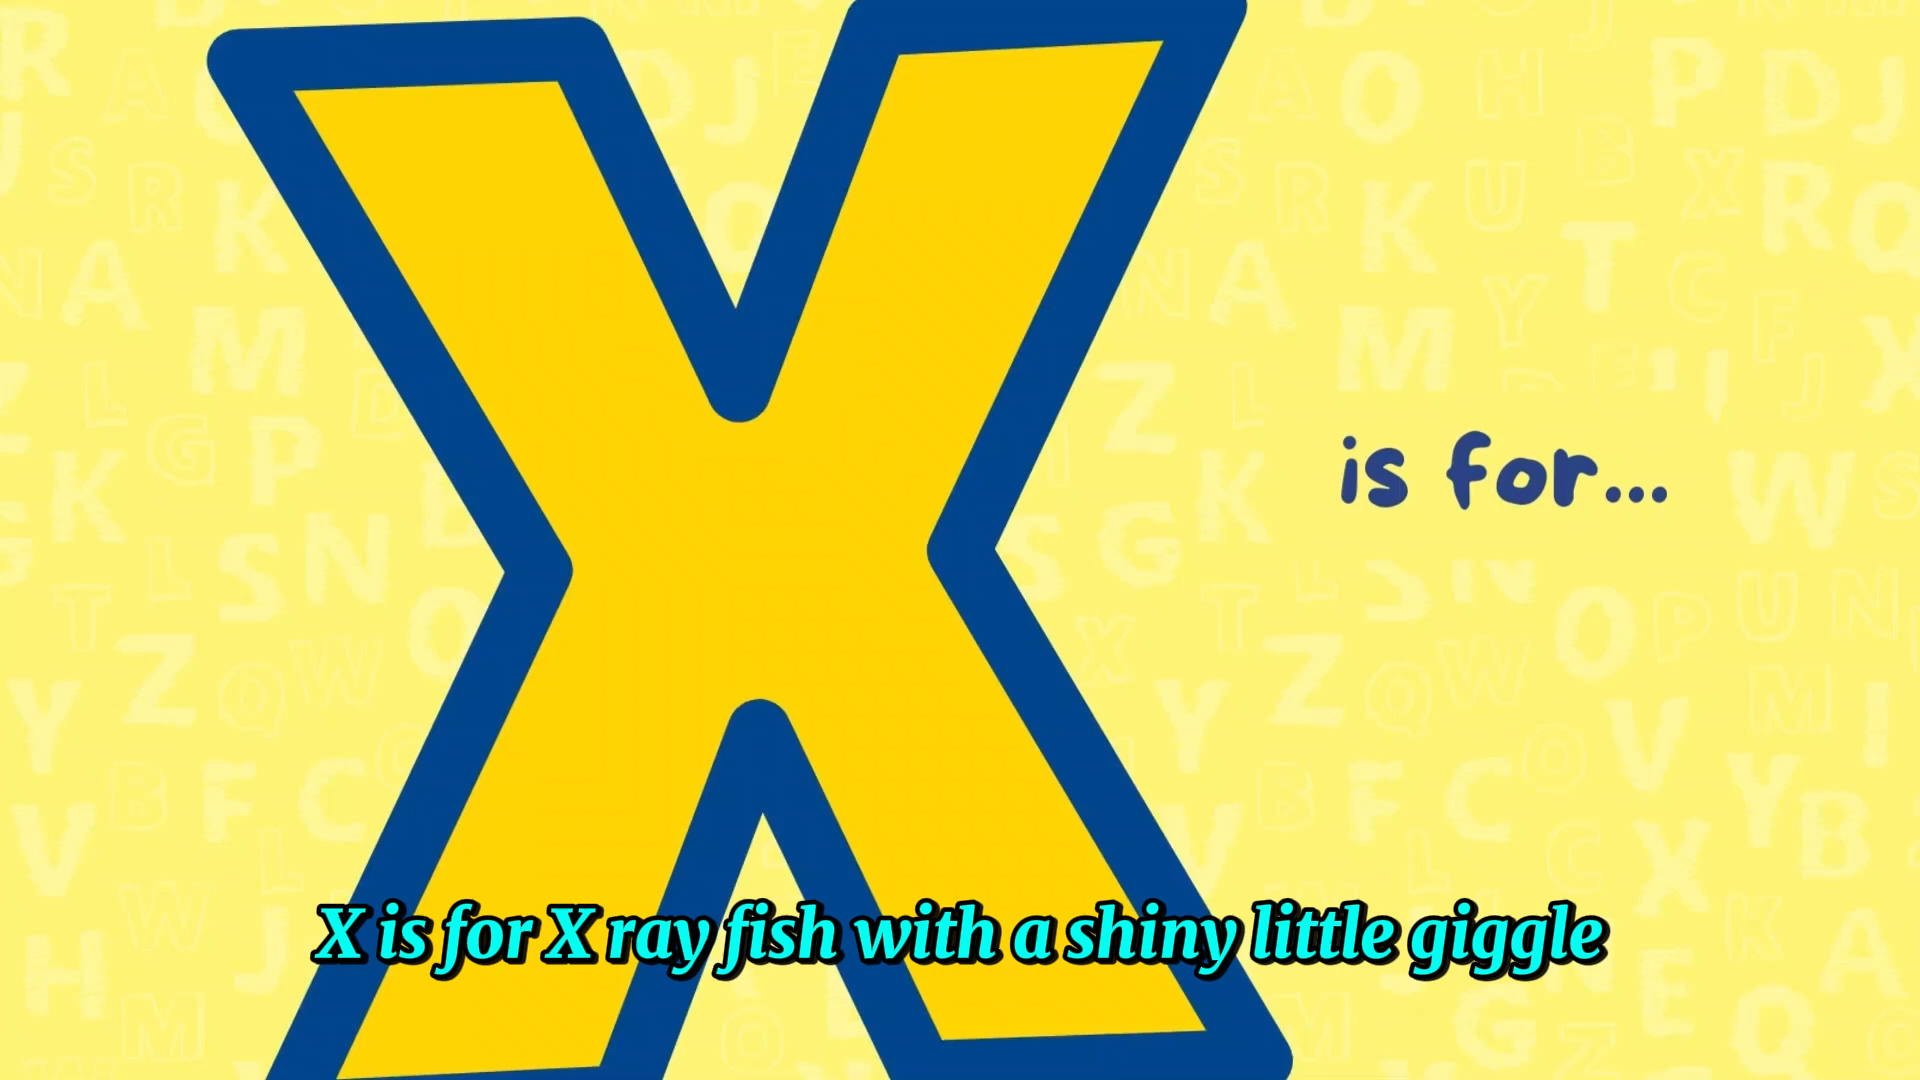 X
is for...
X is for X ray fish with a shiny little giggle